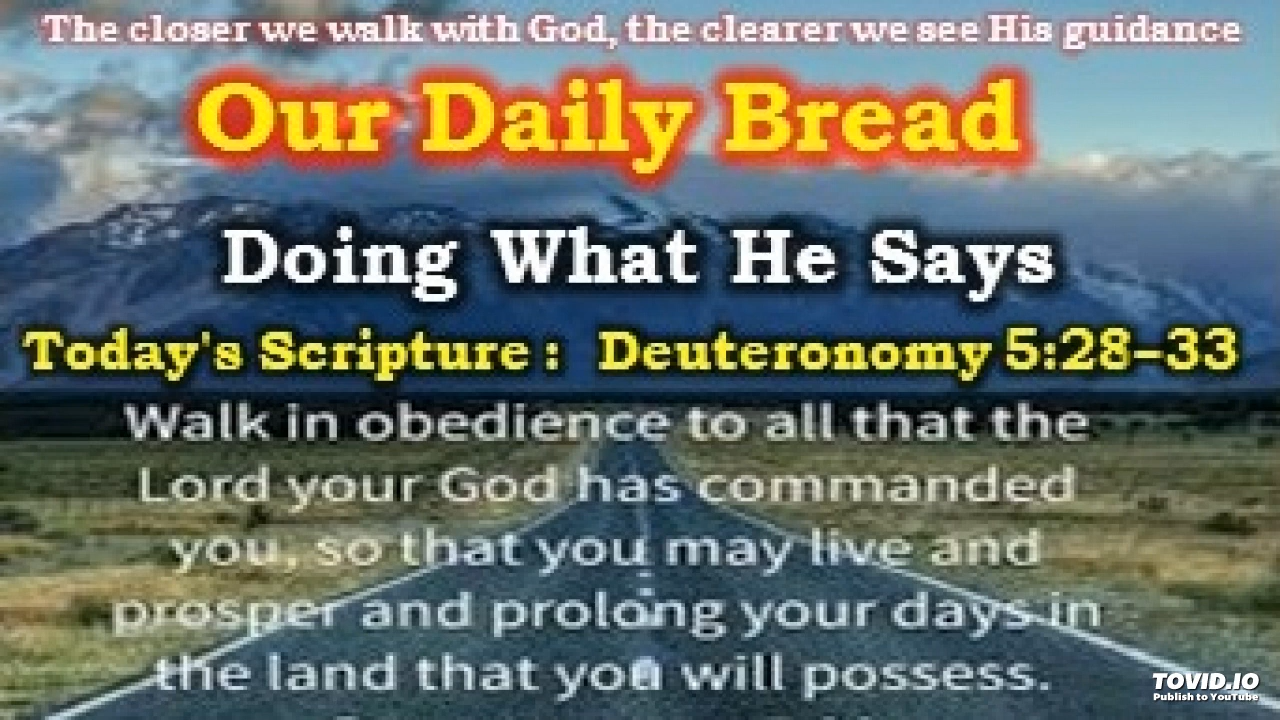 The closer we walk with God, the clearer we see His guidance
Our Daily Bread
Doing What He Says
Today's Scripture : Deuteronomy 5:28–33
Walk in obedience to all that the
Lord your God has commanded
you, so that you may live and
prosper and prolong your days in
the land that you will possess.
TOVID.IO
Publish to YouTube